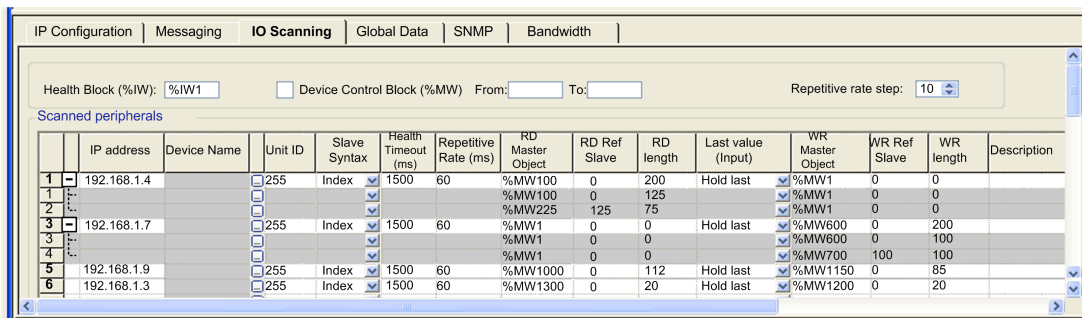 IP Configuration Messaging IO Scanning Global Data SNMP Bandwidth
Health Block (%IW): %IW1 Device Control Block (%MW) From: To: Repetitive rate step: 10
Scanned peripherals
IP address Device Name Unit ID Slave Syntax Health Timeout (ms) Repetitive Rate (ms) RD Master Object RD Ref Slave RD length Last value (Input) WR Master Object WR Ref Slave WR length Description
1 192.168.1.4 255 Index 1500 60 %MW100 0 200 Hold last %MW1 0 0
1 %MW100 0 125 %MW1 0 0
2 %MW225 125 75 %MW1 0 0
3 192.168.1.7 255 Index 1500 60 %MW1 0 0 Hold last %MW600 0 200
3 %MW1 0 0 %MW600 0 100
4 %MW1 0 0 %MW700 100 100
5 192.168.1.9 255 Index 1500 60 %MW1000 0 112 Hold last %MW1150 0 85
6 192.168.1.3 255 Index 1500 60 %MW1300 0 20 Hold last %MW1200 0 20